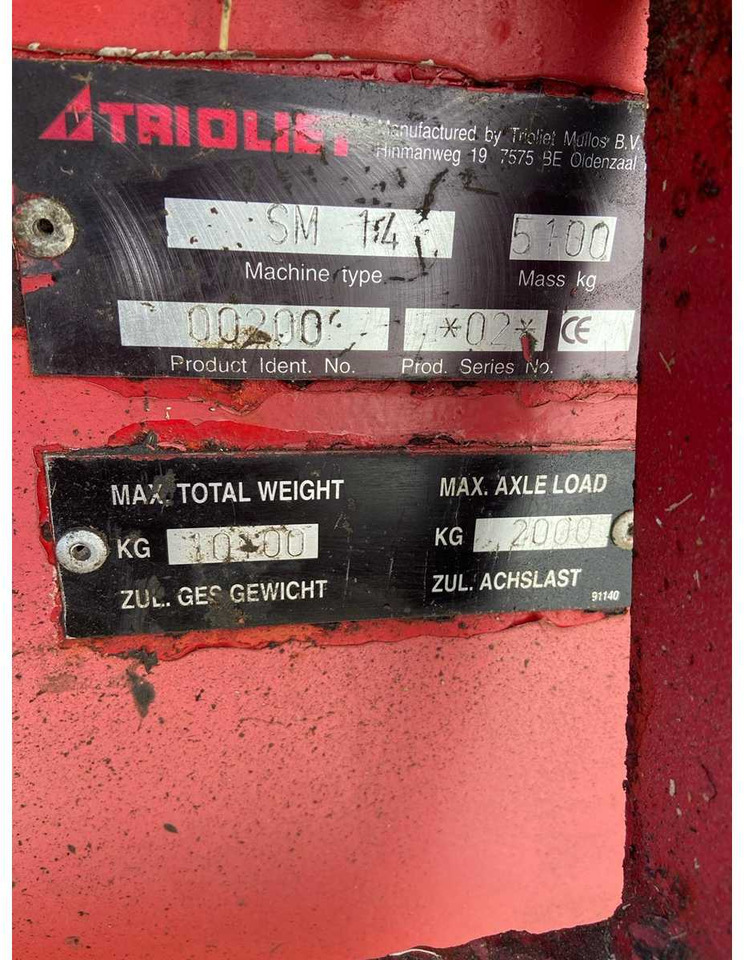 TRIOLIET
Manufactured by Trioliet Mullos B.V.
Hinmanweg 19 7575 BE Oldenzaal
SM 14 5100
Machine type Mass kg
*02* CE
Product Ident. No. Prod. Series No.
MAX. TOTAL WEIGHT MAX. AXLE LOAD
KG KG 2000
ZUL. GES GEWICHT ZUL. ACHSLAST
91140